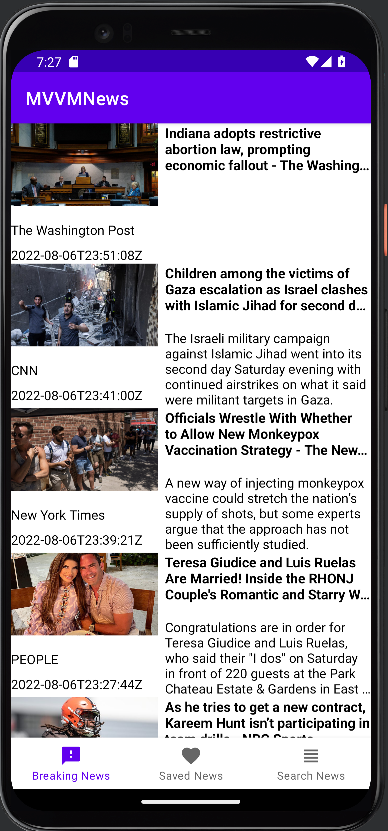 7:27
MVVMNews
Indiana adopts restrictive
abortion law, prompting
economic fallout - The Washing...
The Washington Post
2022-08-06T23:51:08Z
Children among the victims of
Gaza escalation as Israel clashes
with Islamic Jihad for second d...
The Israeli military campaign
against Islamic Jihad went into its
second day Saturday evening with
continued airstrikes on what it said
were militant targets in Gaza.
CNN
2022-08-06T23:41:00Z
Officials Wrestle With Whether
to Allow New Monkeypox
Vaccination Strategy - The New...
A new way of injecting monkeypox
vaccine could stretch the nation's
supply of shots, but some experts
argue that the approach has not
been sufficiently studied.
New York Times
2022-08-06T23:39:21Z
Teresa Giudice and Luis Ruelas
Are Married! Inside the RHONJ
Couple's Romantic and Starry W...
Congratulations are in order for
Teresa Giudice and Luis Ruelas,
who said their "I dos" on Saturday
in front of 220 guests at the Park
Chateau Estate & Gardens in East ...
PEOPLE
2022-08-06T23:27:44Z
As he tries to get a new contract,
Kareem Hunt isn't participating in
team drills - NBC Sports
Breaking News
Saved News
Search News